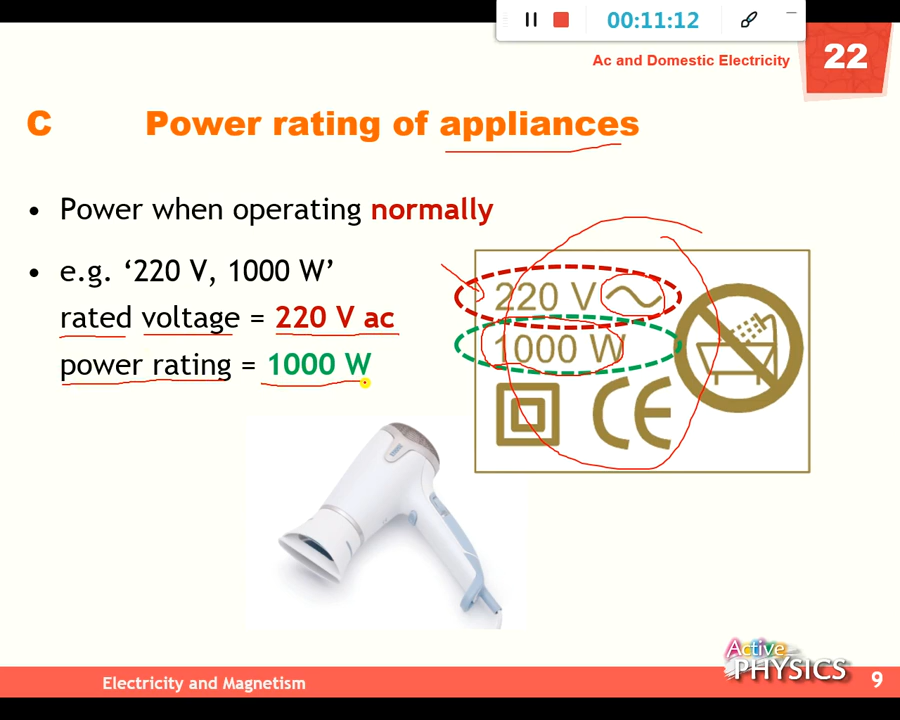 00:11:12
Ac and Domestic Electricity
22
C Power rating of appliances
• Power when operating normally
• e.g. ‘220 V, 1000 W’
rated voltage = 220 V ac
power rating = 1000 W
220 V ~
1000 W
CE
Active
PHYSICS
Electricity and Magnetism
9